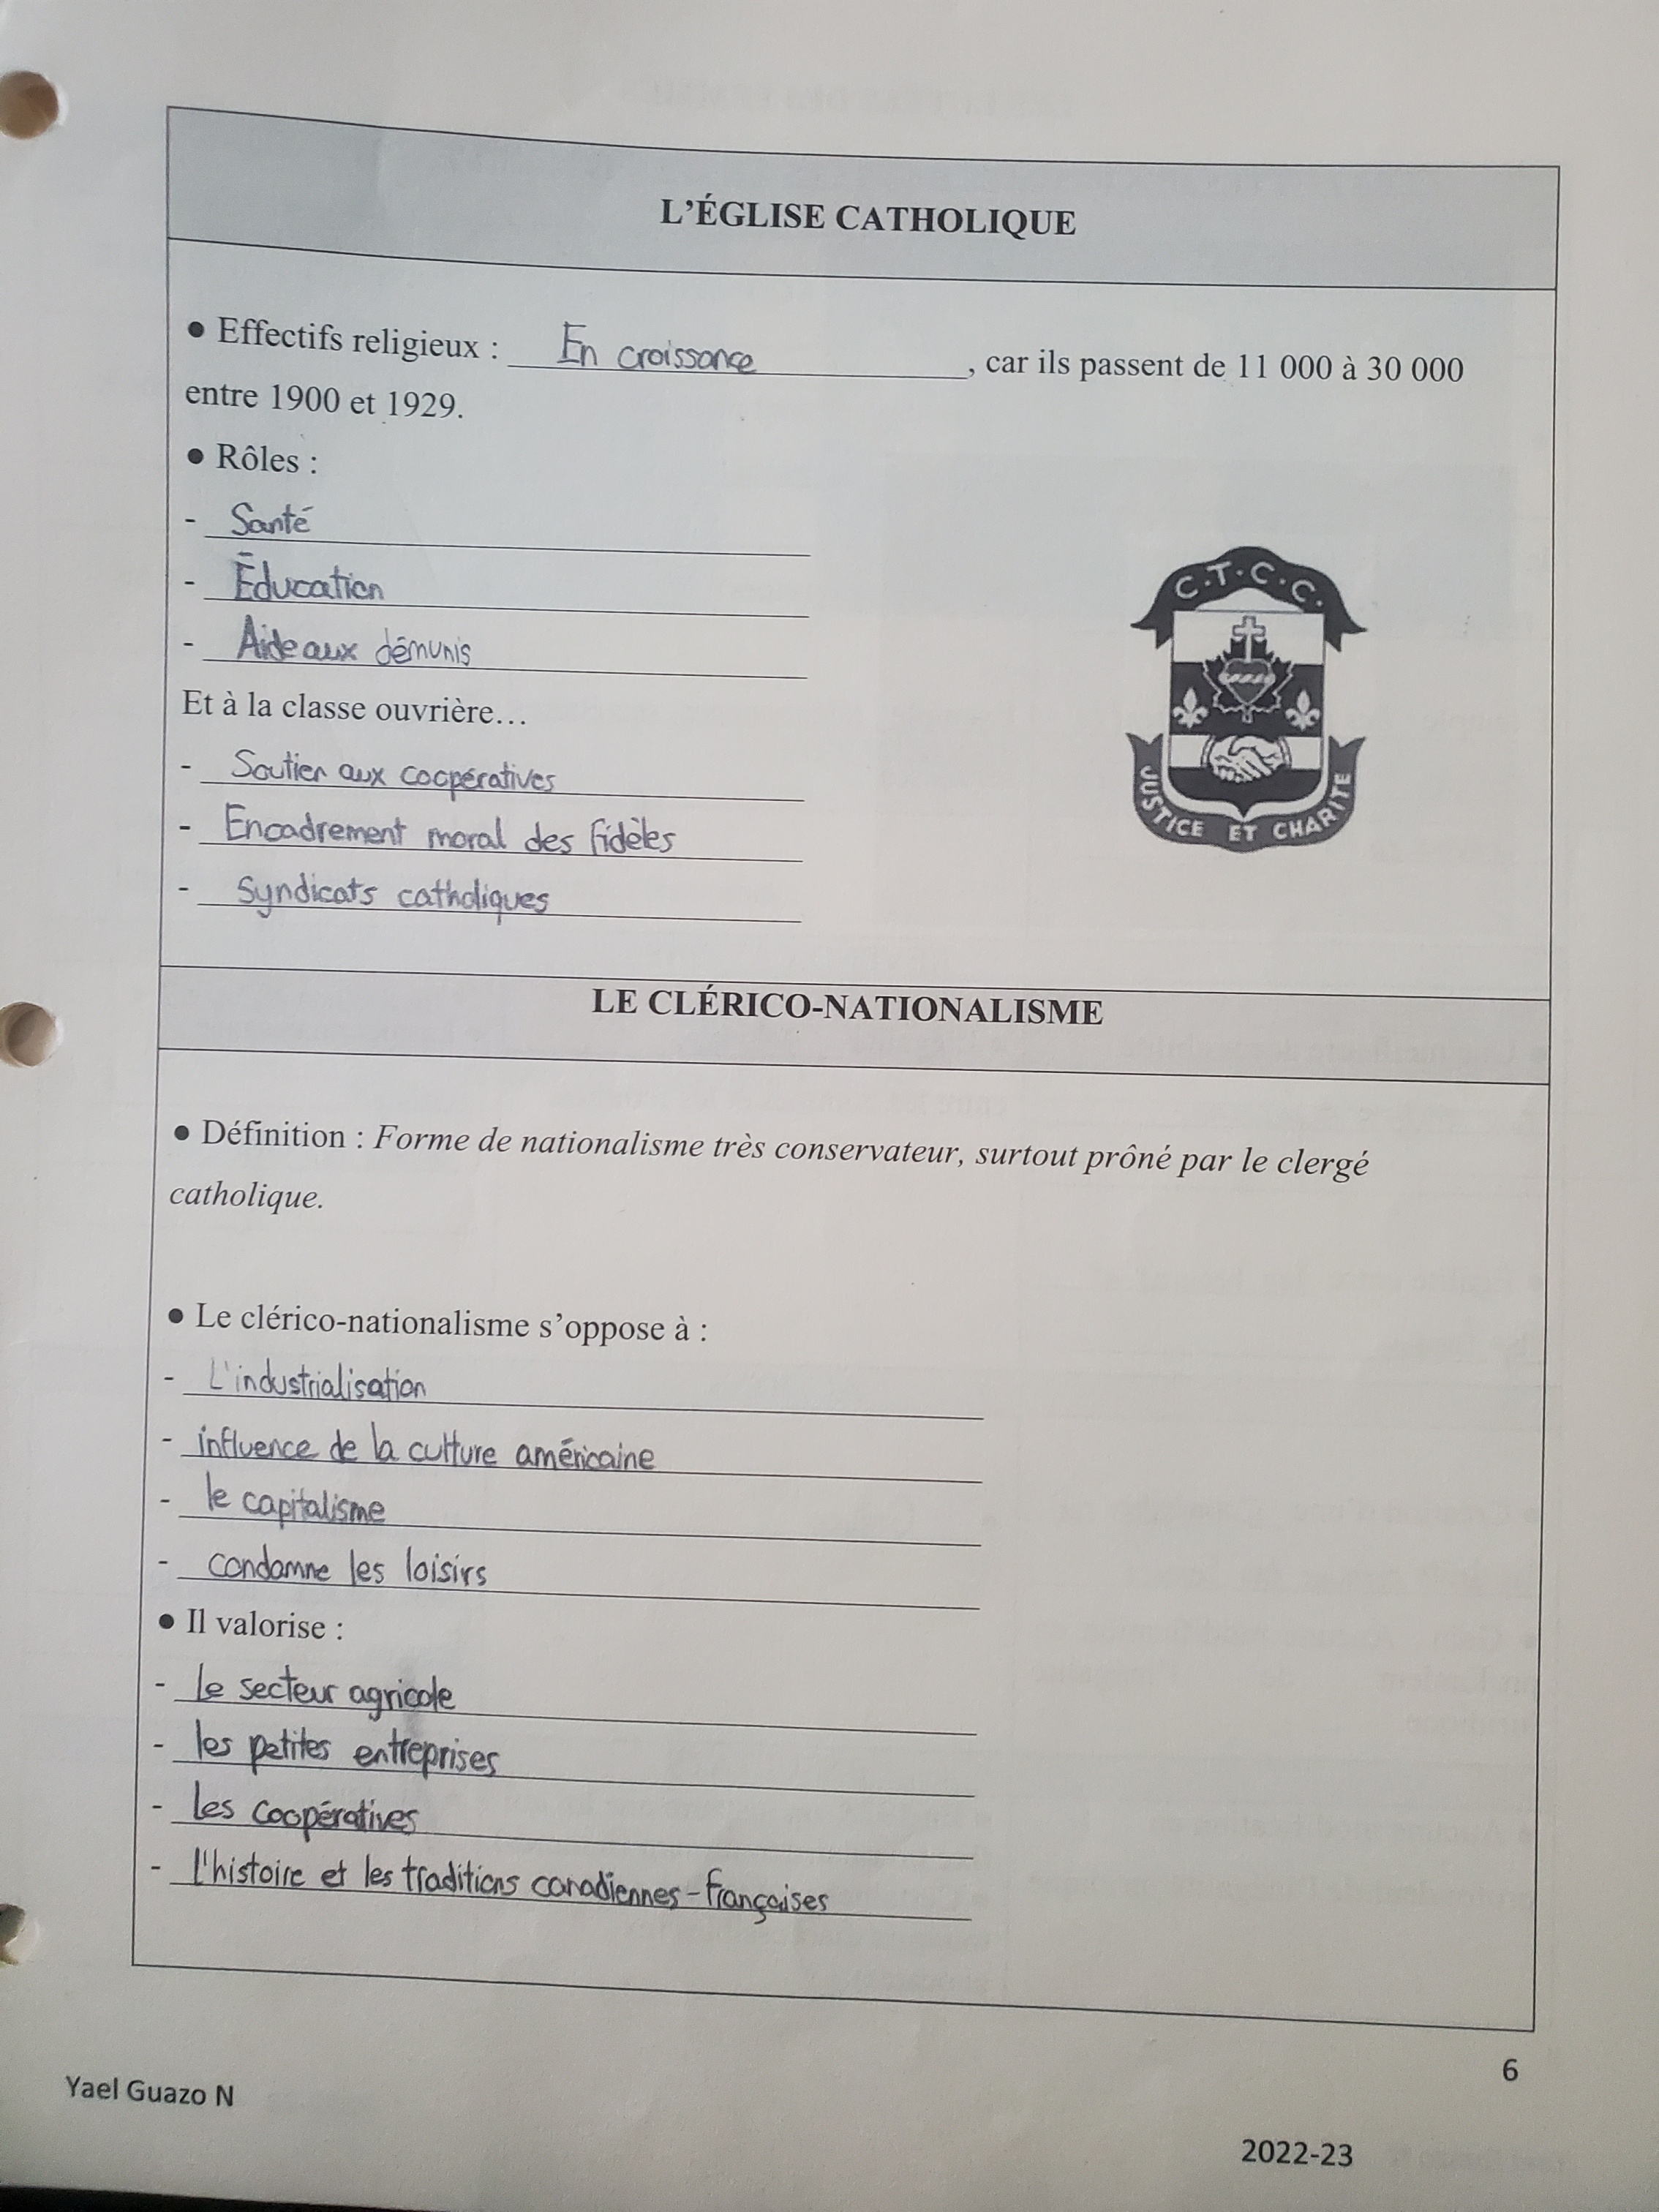 L'ÉGLISE CATHOLIQUE
● Effectifs religieux : En croissance, car ils passent de 11 000 à 30 000
entre 1900 et 1929.
● Rôles :
- Santé
- Éducation
- Aide aux démunis
Et à la classe ouvrière…
- Soutien aux coopératives
- Encadrement moral des fidèles
- Syndicats catholiques
C.T.C.C.
JUSTICE ET CHARITE
LE CLÉRICO-NATIONALISME
● Définition : Forme de nationalisme très conservateur, surtout prôné par le clergé
catholique.
● Le clérico-nationalisme s'oppose à :
- L'industrialisation
- influence de la culture américaine
- le capitalisme
- condamne les loisirs
● Il valorise :
- le secteur agricole
- les petites entreprises
- les coopératives
- l'histoire et les traditions canadiennes-françaises
6
Yael Guazo N
2022-23